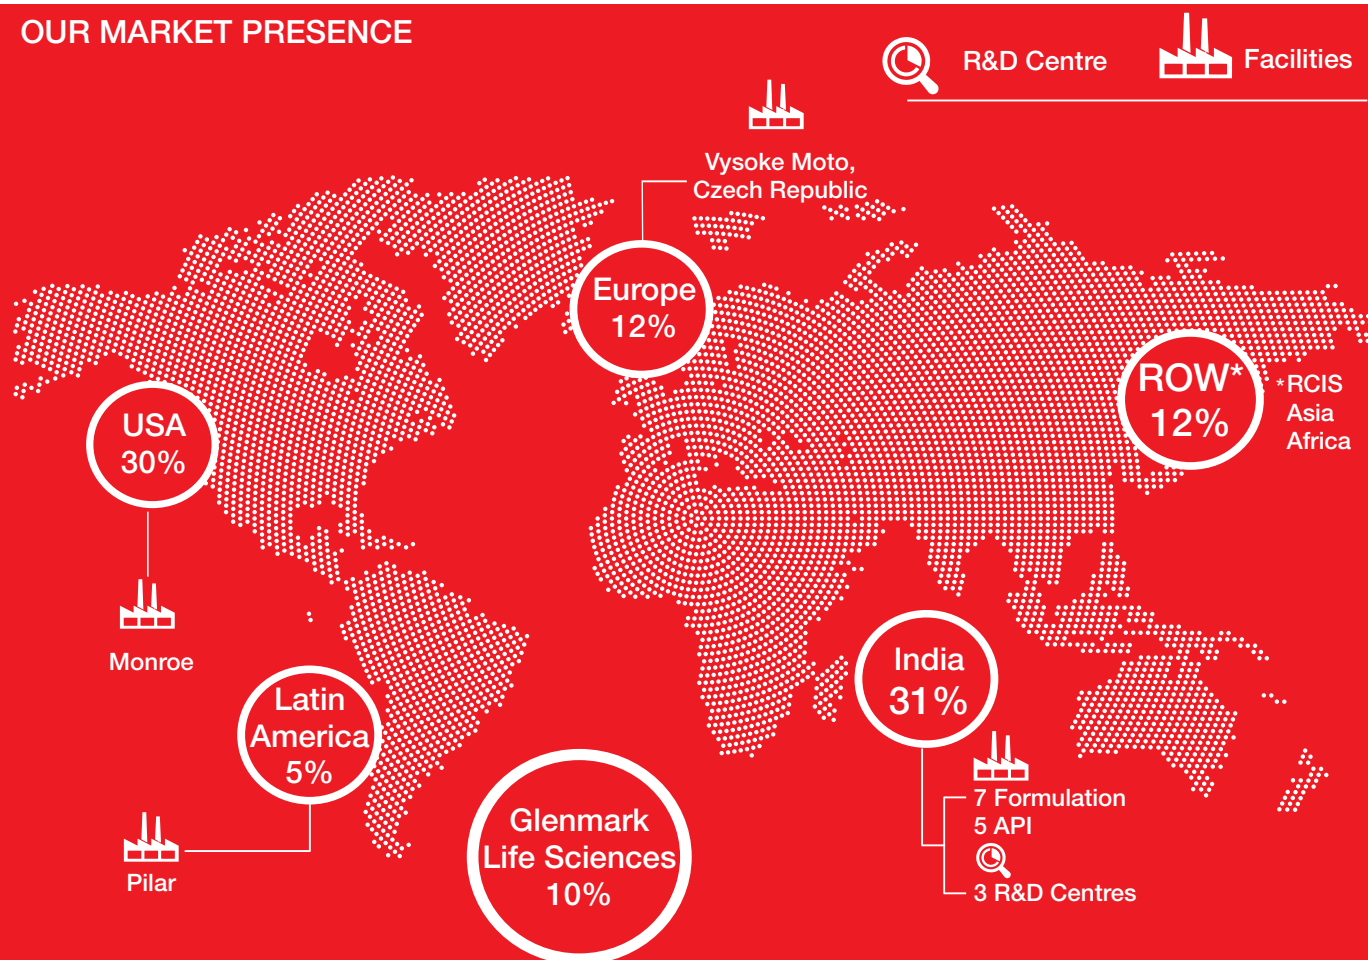 OUR MARKET PRESENCE
R&D Centre
Facilities
Vysoke Moto,
Czech Republic
Europe
12%
ROW*
12%
*RCIS
Asia
Africa
USA
30%
Monroe
Latin
America
5%
Pilar
Glenmark
Life Sciences
10%
India
31%
7 Formulation
5 API
3 R&D Centres